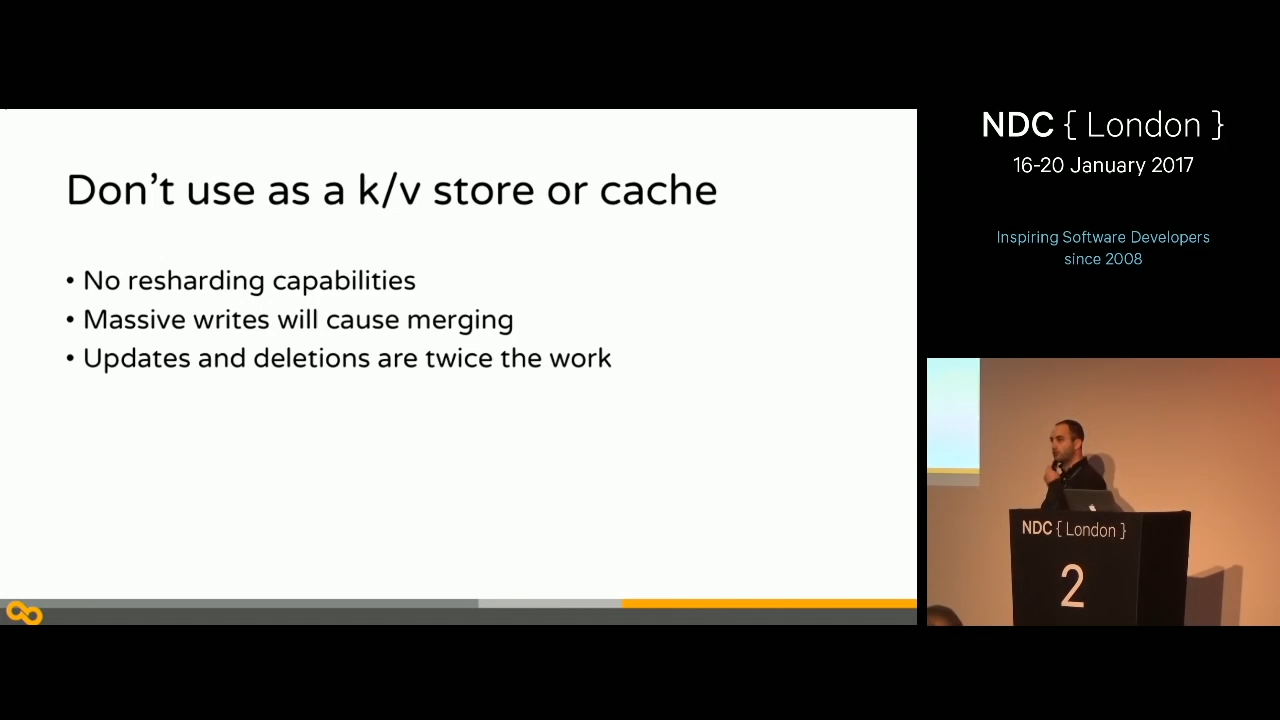 Don't use as a k/v store or cache
• No resharding capabilities
• Massive writes will cause merging
• Updates and deletions are twice the work
NDC { London }
16-20 January 2017
Inspiring Software Developers
since 2008
NDC { London }
2